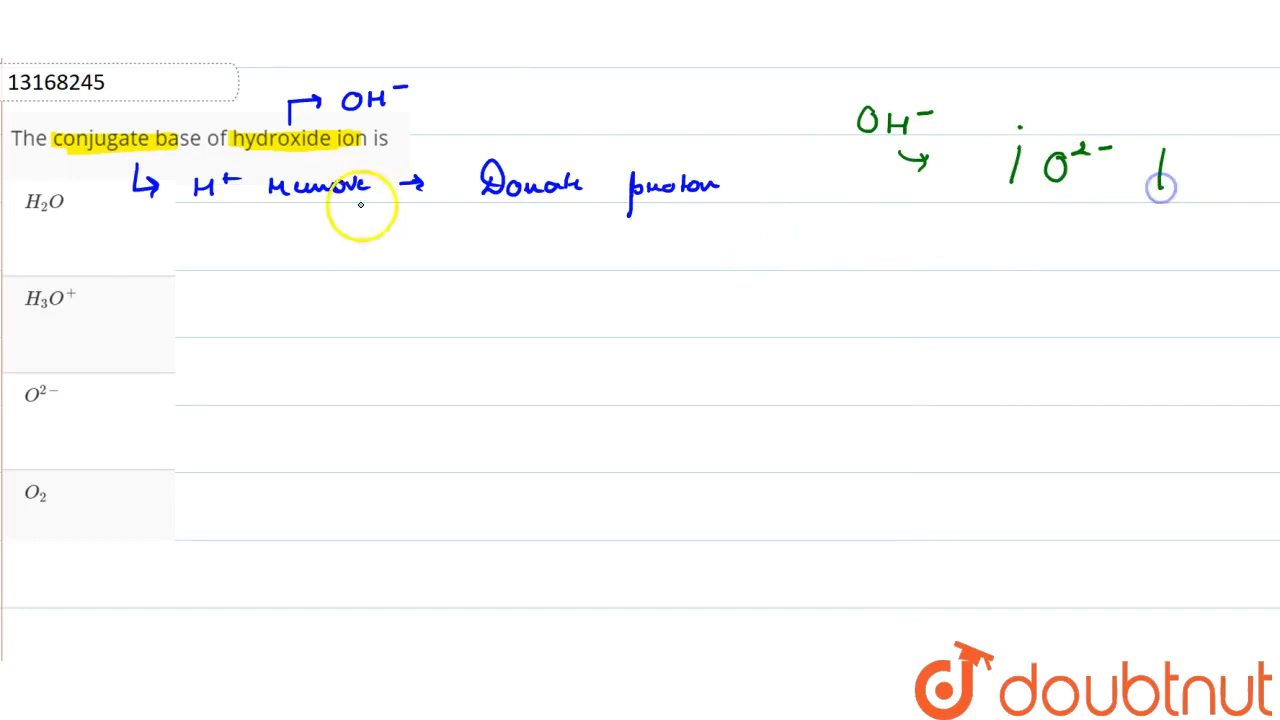 13168245
OH⁻
The conjugate base of hydroxide ion is
H⁺ remove → Donate proton
OH⁻
O²⁻
H₂O
H₃O⁺
O²⁻
O₂
doubtnut